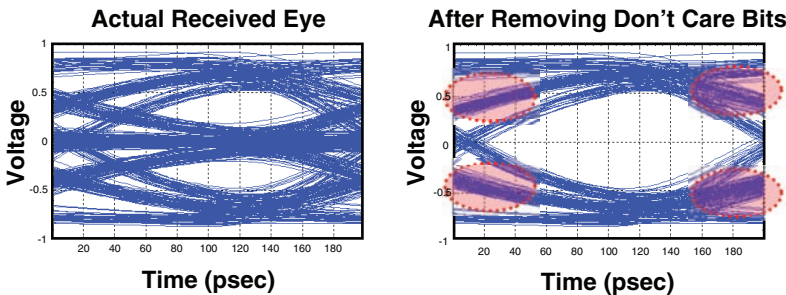 Actual Received Eye
After Removing Don't Care Bits
Voltage
1
0.5
0
-0.5
-1
20 40 60 80 100 120 140 160 180
Time (psec)
Voltage
1
0.5
0
-0.5
-1
20 40 60 80 100 120 140 160 180
Time (psec)